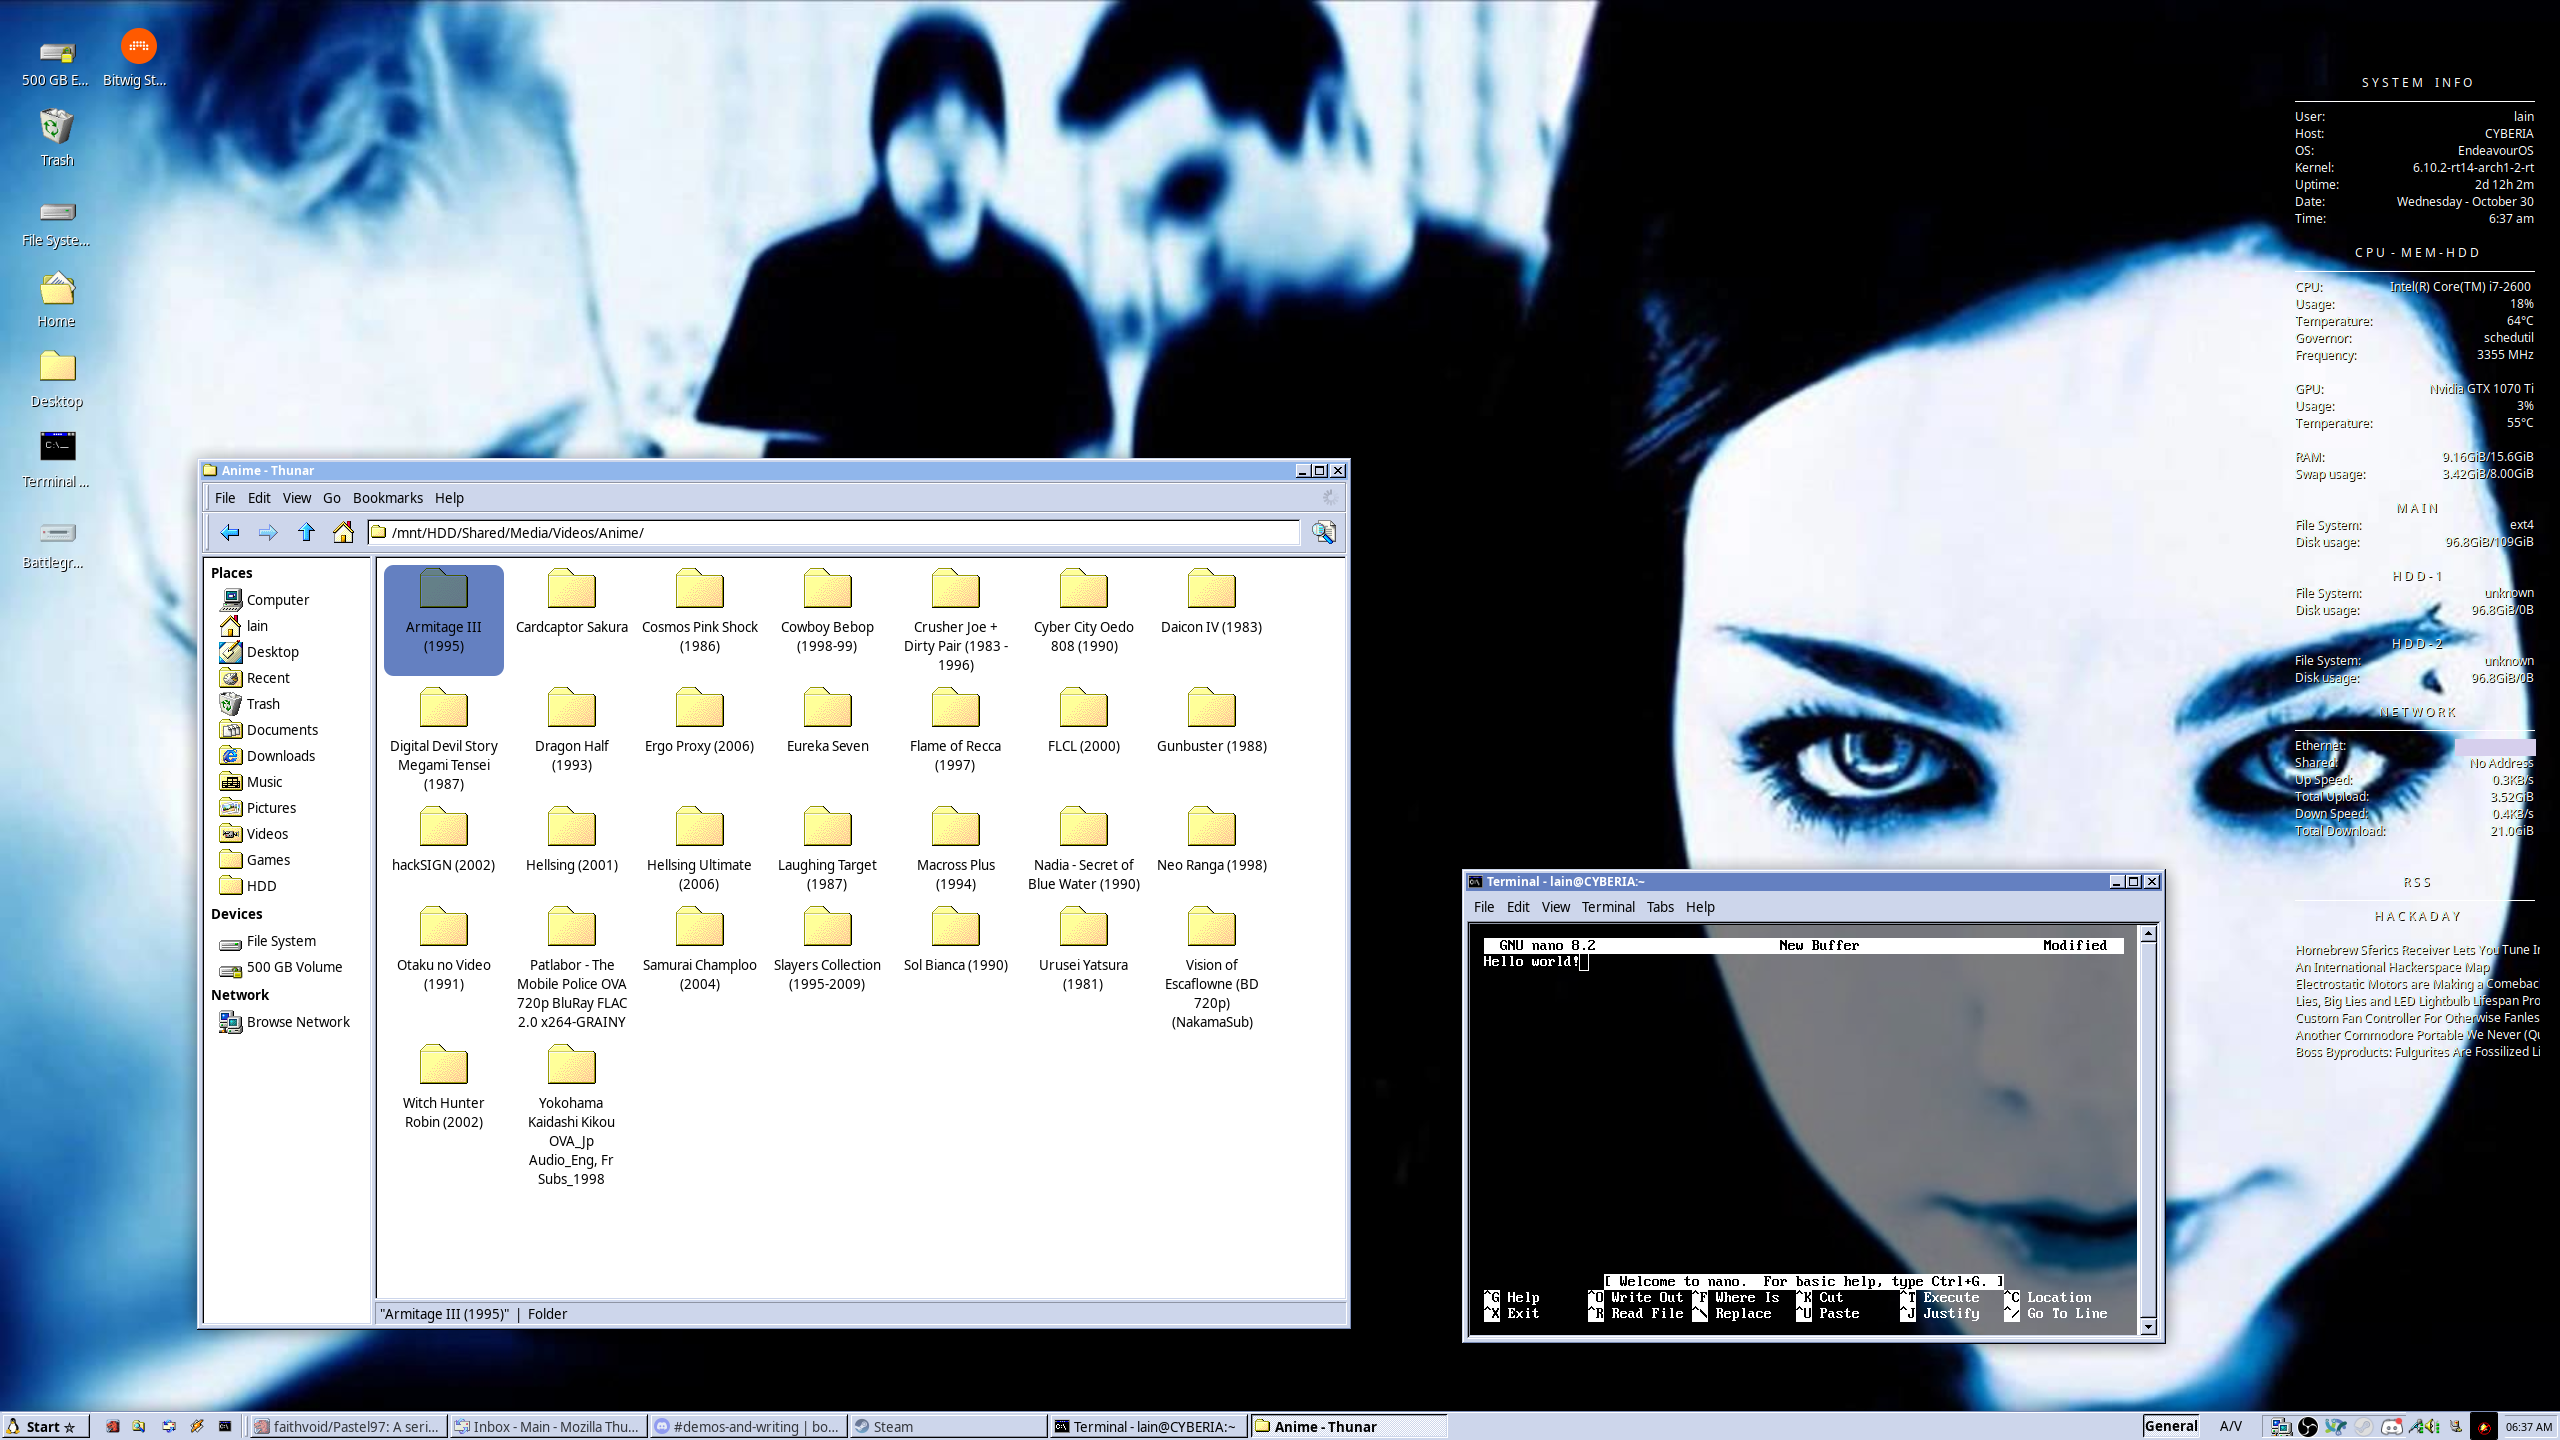 500 GB E...
Bitwig St...
Trash
File Syste...
Home
Desktop
C:\_
Terminal ...
Battlegr...
SYSTEM INFO
User: lain
Host: CYBERIA
OS: EndeavourOS
Kernel: 6.10.2-rt14-arch1-2-rt
Uptime: 2d 12h 2m
Date: Wednesday - October 30
Time: 6:37 am
CPU-MEM-HDD
CPU: Intel(R) Core(TM) i7-2600
Usage: 18%
Temperature: 64°C
Governor: schedutil
Frequency: 3355 MHz
GPU: Nvidia GTX 1070 Ti
Usage: 3%
Temperature: 55°C
RAM: 9.16GiB/15.6GiB
Swap usage: 3.42GiB/8.00GiB
MAIN
File System: ext4
Disk usage: 96.8GiB/109GiB
HDD-1
File System: unknown
Disk usage: 96.8GiB/0B
HDD-2
File System: unknown
Disk usage: 96.8GiB/0B
NETWORK
Ethernet:
Shared: No Address
Up Speed: 0.3KB/s
Total Upload: 3.52GiB
Down Speed: 0.4KB/s
Total Download: 21.0GiB
RSS
HACKADAY
Homebrew Sferics Receiver Lets You Tune I
An International Hackerspace Map
Electrostatic Motors are Making a Comebac
Lies, Big Lies and LED Lightbulb Lifespan Pro
Custom Fan Controller For Otherwise Fanles
Another Commodore Portable We Never (Qu
Boss Byproducts: Fulgurites Are Fossilized Li
Anime - Thunar
File Edit View Go Bookmarks Help
/mnt/HDD/Shared/Media/Videos/Anime/
Places
Computer
lain
Desktop
Recent
Trash
Documents
Downloads
Music
Pictures
Videos
Games
HDD
Devices
File System
500 GB Volume
Network
Browse Network
Armitage III
(1995)
Cardcaptor Sakura
Cosmos Pink Shock
(1986)
Cowboy Bebop
(1998-99)
Crusher Joe +
Dirty Pair (1983 -
1996)
Cyber City Oedo
808 (1990)
Daicon IV (1983)
Digital Devil Story
Megami Tensei
(1987)
Dragon Half
(1993)
Ergo Proxy (2006)
Eureka Seven
Flame of Recca
(1997)
FLCL (2000)
Gunbuster (1988)
hackSIGN (2002)
Hellsing (2001)
Hellsing Ultimate
(2006)
Laughing Target
(1987)
Macross Plus
(1994)
Nadia - Secret of
Blue Water (1990)
Neo Ranga (1998)
Otaku no Video
(1991)
Patlabor - The
Mobile Police OVA
720p BluRay FLAC
2.0 x264-GRAINY
Samurai Champloo
(2004)
Slayers Collection
(1995-2009)
Sol Bianca (1990)
Urusei Yatsura
(1981)
Vision of
Escaflowne (BD
720p)
(NakamaSub)
Witch Hunter
Robin (2002)
Yokohama
Kaidashi Kikou
OVA_Jp
Audio_Eng, Fr
Subs_1998
"Armitage III (1995)" | Folder
Terminal - lain@CYBERIA:~
File Edit View Terminal Tabs Help
GNU nano 8.2 New Buffer Modified
Hello world!
[ Welcome to nano.  For basic help, type Ctrl+G. ]
^G Help ^O Write Out ^F Where Is ^K Cut ^T Execute ^C Location
^X Exit ^R Read File ^\ Replace ^U Paste ^J Justify ^/ Go To Line
Start ☆
faithvoid/Pastel97: A seri...
Inbox - Main - Mozilla Thu...
#demos-and-writing | bo...
Steam
Terminal - lain@CYBERIA:~
Anime - Thunar
General
A/V
06:37 AM